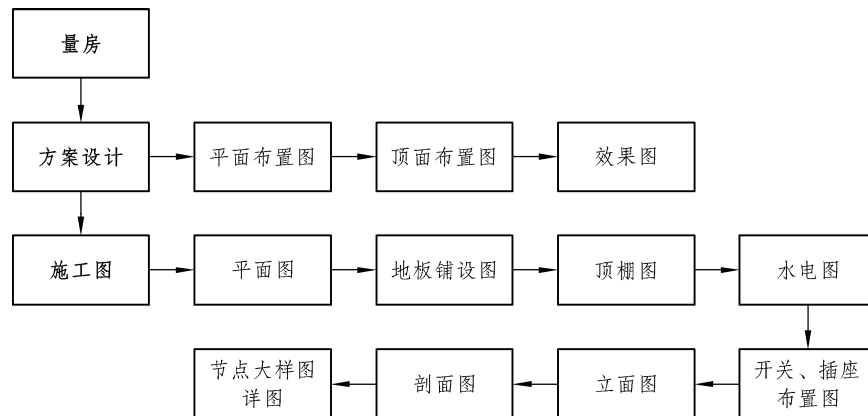 量房
方案设计
平面布置图
顶面布置图
效果图
施工图
平面图
地板铺设图
顶棚图
水电图
开关、插座
布置图
立面图
剖面图
节点大样图
详图